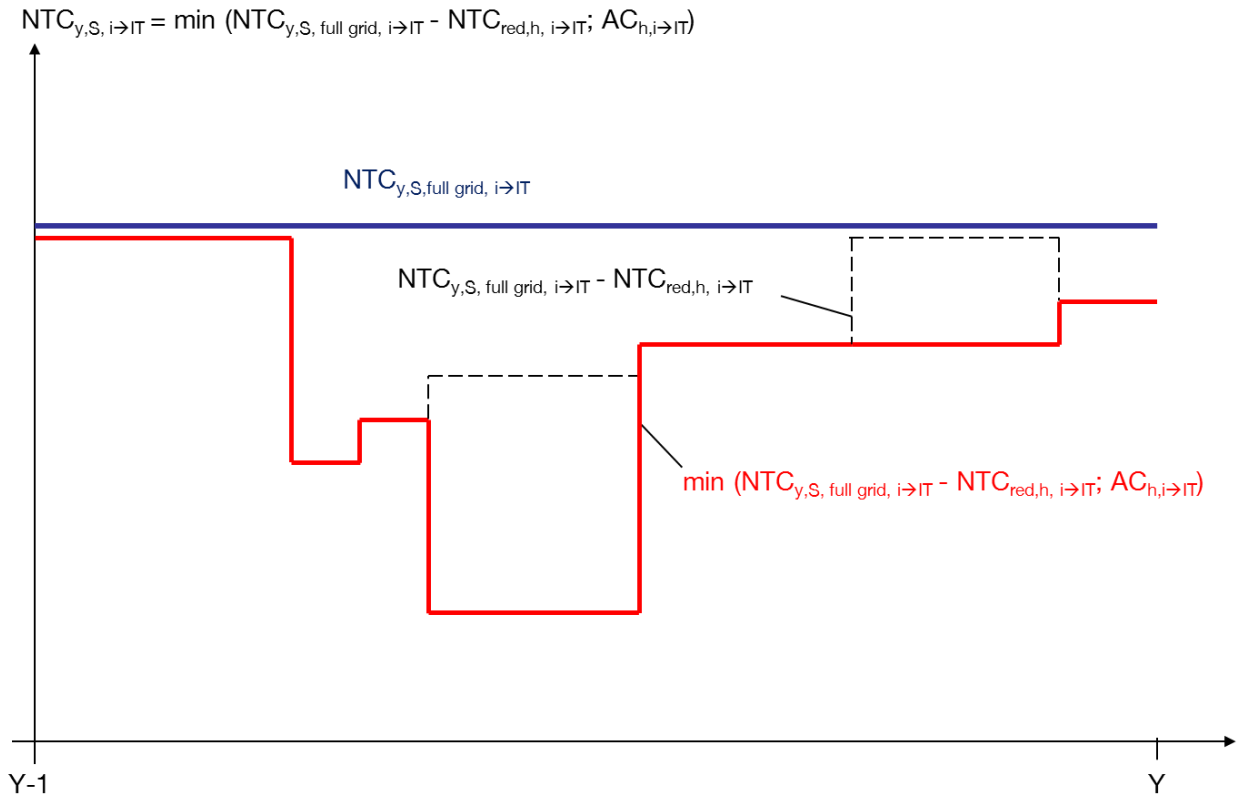 NTCy,S, i→IT = min (NTCy,S, full grid, i→IT - NTCred,h, i→IT; ACh,i→IT)
NTCy,S,full grid, i→IT
NTCy,S, full grid, i→IT - NTCred,h, i→IT
min (NTCy,S, full grid, i→IT - NTCred,h, i→IT; ACh,i→IT)
Y-1
Y